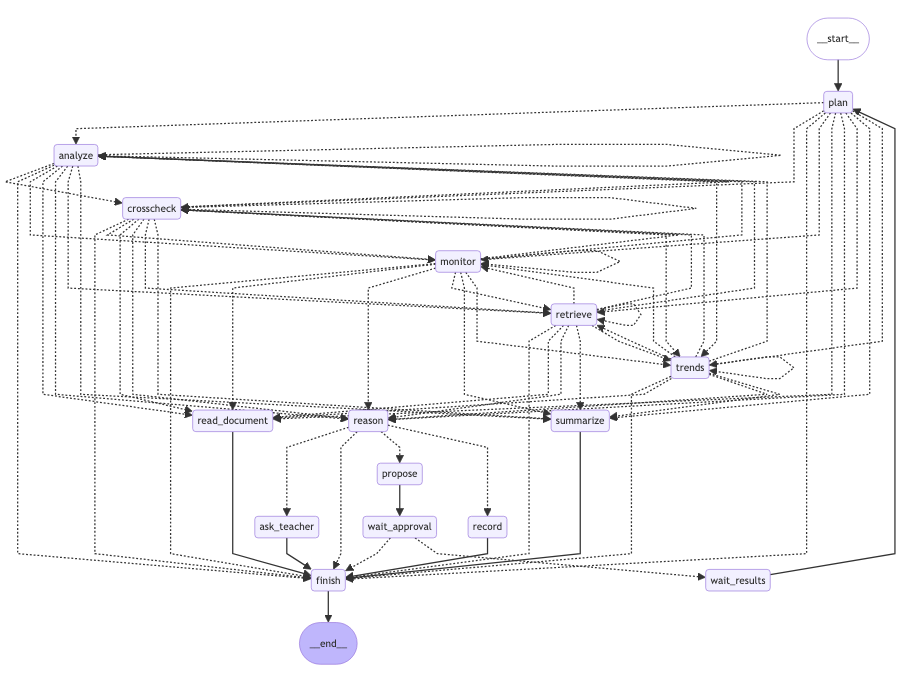 __start__
plan
analyze
crosscheck
monitor
retrieve
trends
read_document
reason
summarize
propose
ask_teacher
wait_approval
record
finish
wait_results
__end__